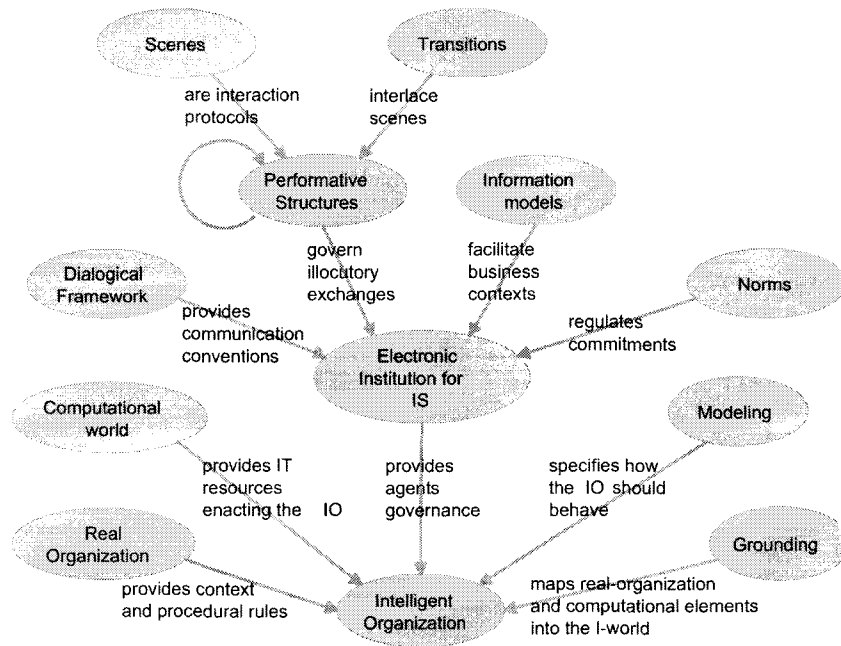 Scenes
Transitions
are interaction
protocols
interlace
scenes
Performative
Structures
Information
models
govern
illocutory
exchanges
facilitate
business
contexts
Dialogical
Framework
Norms
provides
communication
conventions
regulates
commitments
Electronic
Institution for
IS
Computational
world
Modeling
provides IT
resources
enacting the IO
provides
agents
governance
specifies how
the IO should
behave
Real
Organization
Grounding
provides context
and procedural rules
Intelligent
Organization
maps real-organization
and computational elements
into the I-world